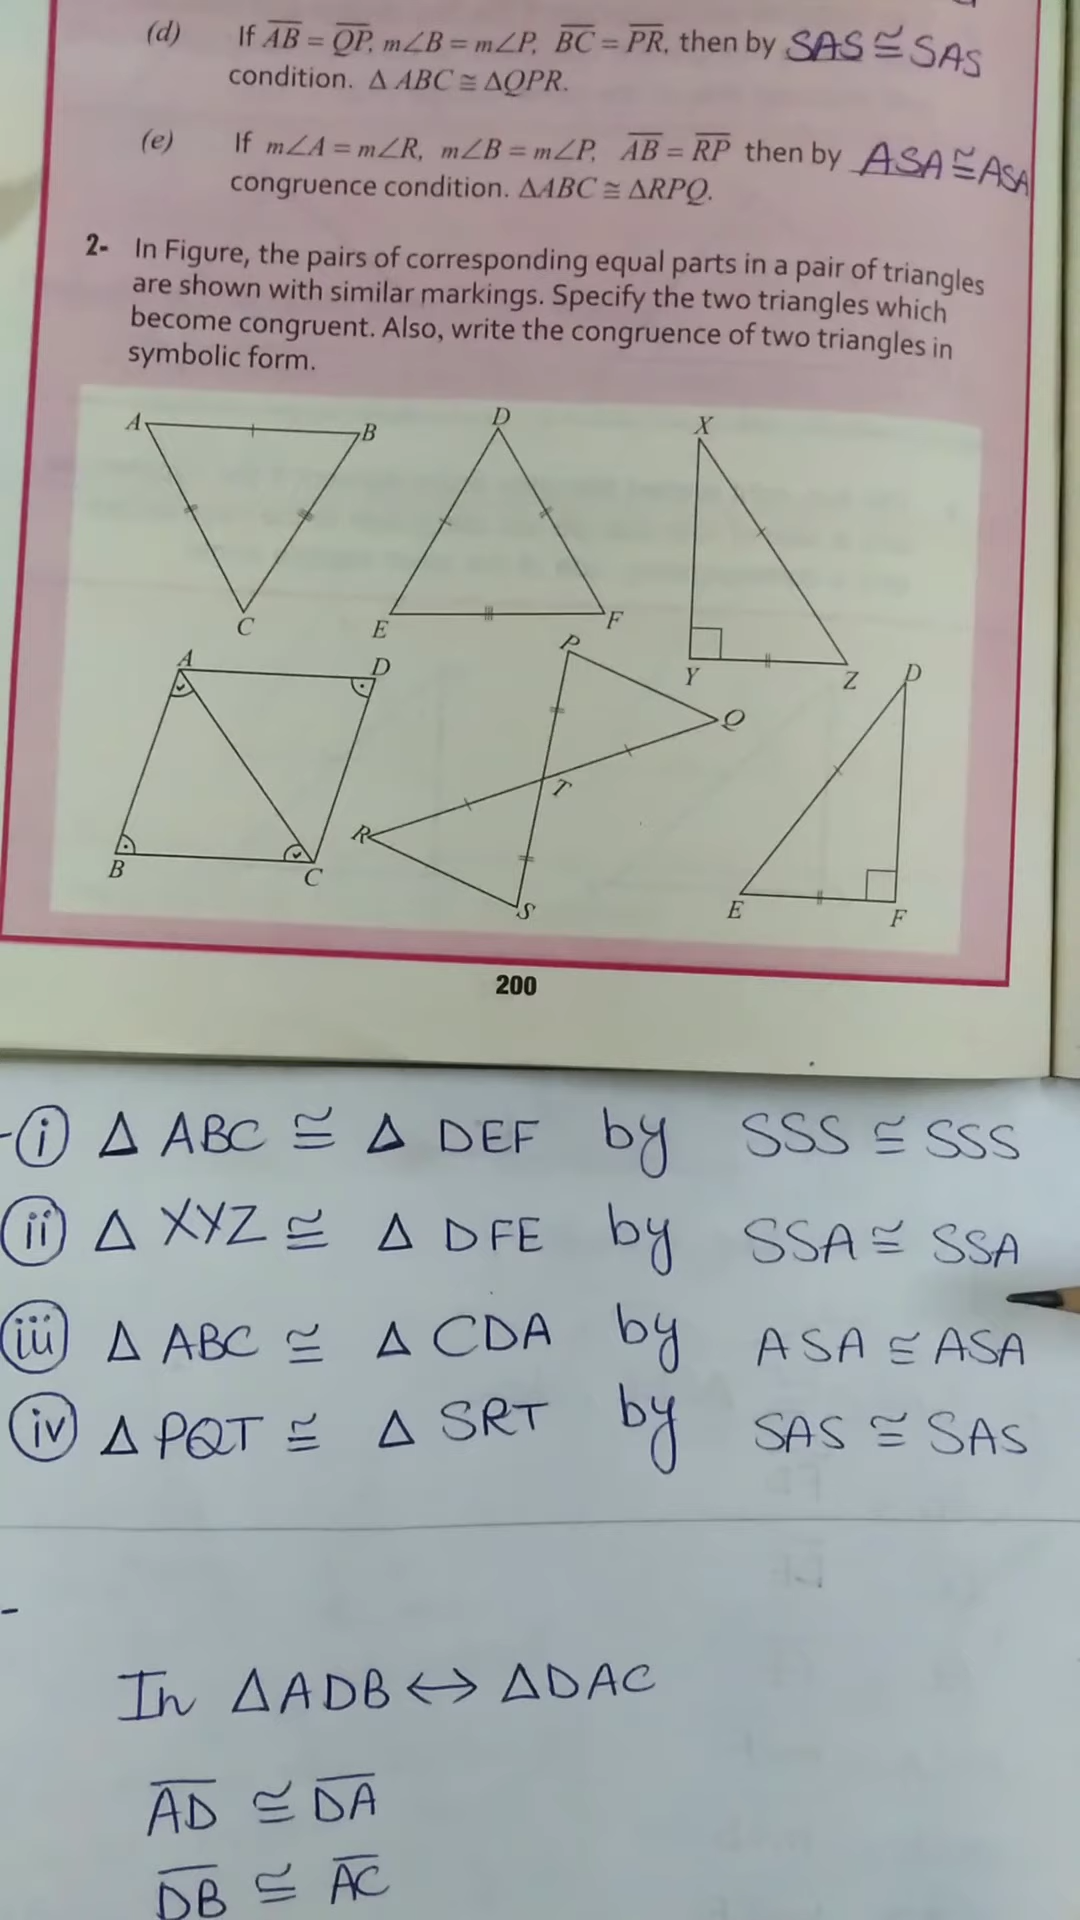 (d) If AB = QP, m∠B = m∠P, BC = PR, then by SAS ≅ SAS
condition. Δ ABC ≅ ΔQPR.
(e) If m∠A = m∠R, m∠B = m∠P, AB = RP then by ASA ≅ ASA
congruence condition. ΔABC ≅ ΔRPQ.
2- In Figure, the pairs of corresponding equal parts in a pair of triangles
are shown with similar markings. Specify the two triangles which
become congruent. Also, write the congruence of two triangles in
symbolic form.
A B C
D E F
X Y Z
A D B C
P Q T R S
D E F
200
(i) Δ ABC ≅ Δ DEF by SSS ≅ SSS
(ii) Δ XYZ ≅ Δ DFE by SSA ≅ SSA
(iii) Δ ABC ≅ Δ CDA by ASA ≅ ASA
(iv) Δ PQT ≅ Δ SRT by SAS ≅ SAS
In ΔADB ↔ ΔDAC
AD ≅ DA
DB ≅ AC